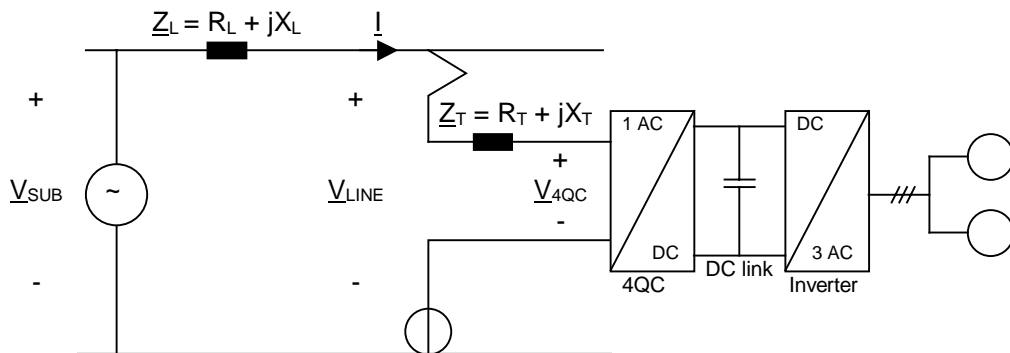 Z_L = R_L + jX_L
I
+
+
Z_T = R_T + jX_T
1 AC
DC
+
V_SUB
~
V_LINE
V_4QC
-
DC
DC link
3 AC
-
-
4QC
Inverter